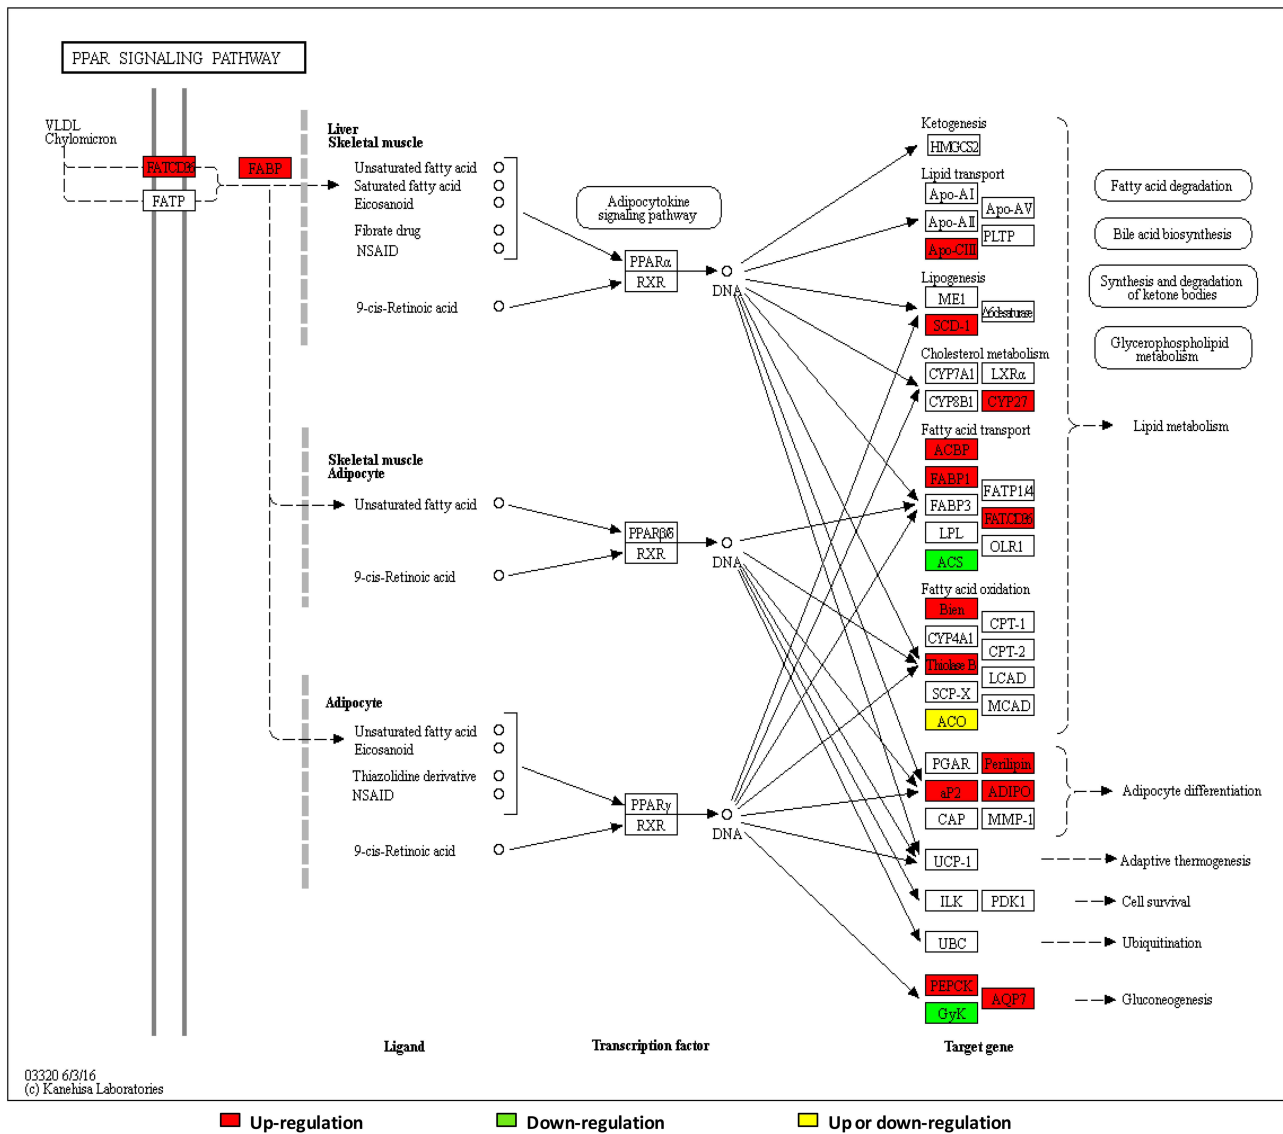 PPAR SIGNALING PATHWAY
VLDL
Chylomicron
FAT/CD36
FABP
FATP
Liver
Skeletal muscle
Unsaturated fatty acid
Saturated fatty acid
Eicosanoid
Fibrate drug
NSAID
9-cis-Retinoic acid
Adipocytokine
signaling pathway
PPARα
RXR
DNA
Skeletal muscle
Adipocyte
Unsaturated fatty acid
9-cis-Retinoic acid
PPARβ/δ
RXR
DNA
Adipocyte
Unsaturated fatty acid
Eicosanoid
Thiazolidine derivative
NSAID
9-cis-Retinoic acid
PPARγ
RXR
DNA
Ketogenesis
HMGCS2
Lipid transport
Apo-AI
Apo-AV
Apo-AII
PLTP
Apo-CIII
Lipogenesis
ME1
Δ6desaturase
SCD-1
Cholesterol metabolism
CYP7A1
LXRα
CYP8B1
CYP27
Fatty acid transport
ACBP
FABP1
FATP1/4
FABP3
FAT/CD36
LPL
OLR1
ACS
Fatty acid oxidation
Bien
CPT-1
CYP4A1
CPT-2
Thiolase B
LCAD
SCP-X
MCAD
ACO
PGAR
Perilipin
aP2
ADIPO
CAP
MMP-1
UCP-1
ILK
PDK1
UBC
PEPCK
AQP7
GyK
Fatty acid degradation
Bile acid biosynthesis
Synthesis and degradation
of ketone bodies
Glycerophospholipid
metabolism
Lipid metabolism
Adipocyte differentiation
Adaptive thermogenesis
Cell survival
Ubiquitination
Gluconeogenesis
Ligand
Transcription factor
Target gene
03320 6/3/16
(c) Kanehisa Laboratories
Up-regulation
Down-regulation
Up or down-regulation